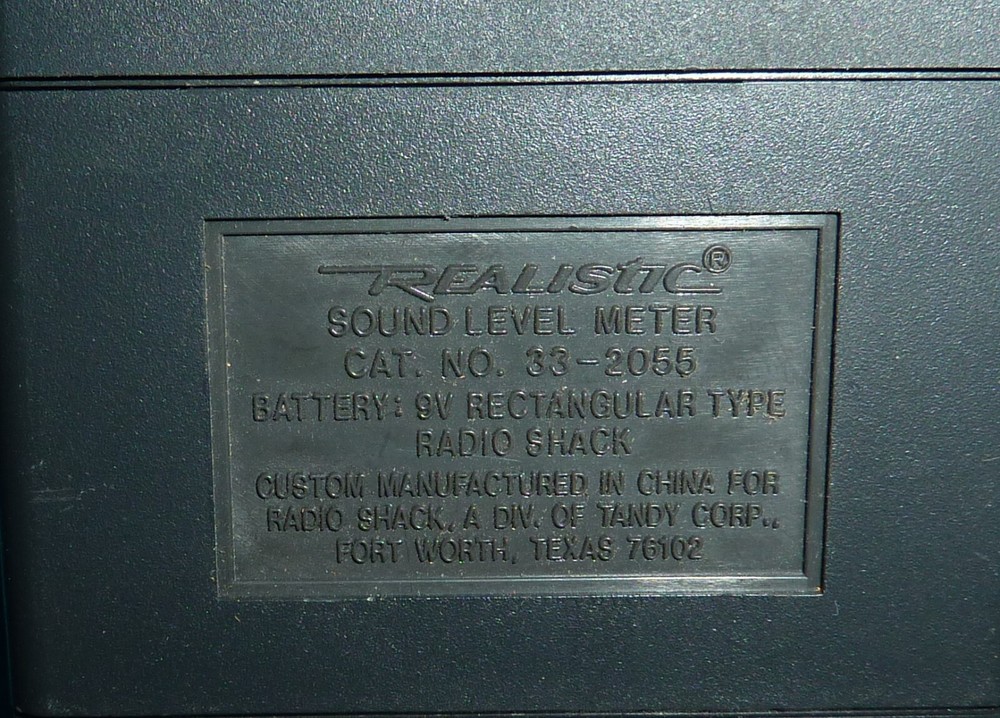 REALISTIC®
SOUND LEVEL METER
CAT. NO. 33-2055
BATTERY: 9V RECTANGULAR TYPE
RADIO SHACK
CUSTOM MANUFACTURED IN CHINA FOR
RADIO SHACK, A DIV. OF TANDY CORP.,
FORT WORTH, TEXAS 76102